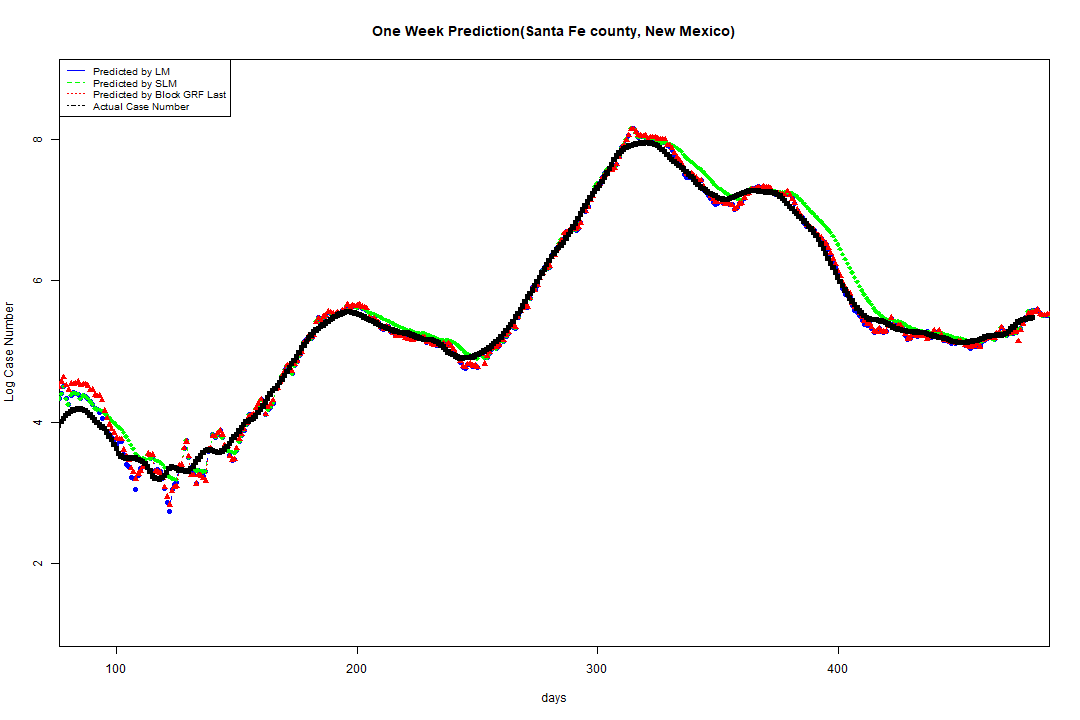 One Week Prediction(Santa Fe county, New Mexico)
Predicted by LM
Predicted by SLM
Predicted by Block GRF Last
Actual Case Number
8
6
4
2
Log Case Number
100 200 300 400
days